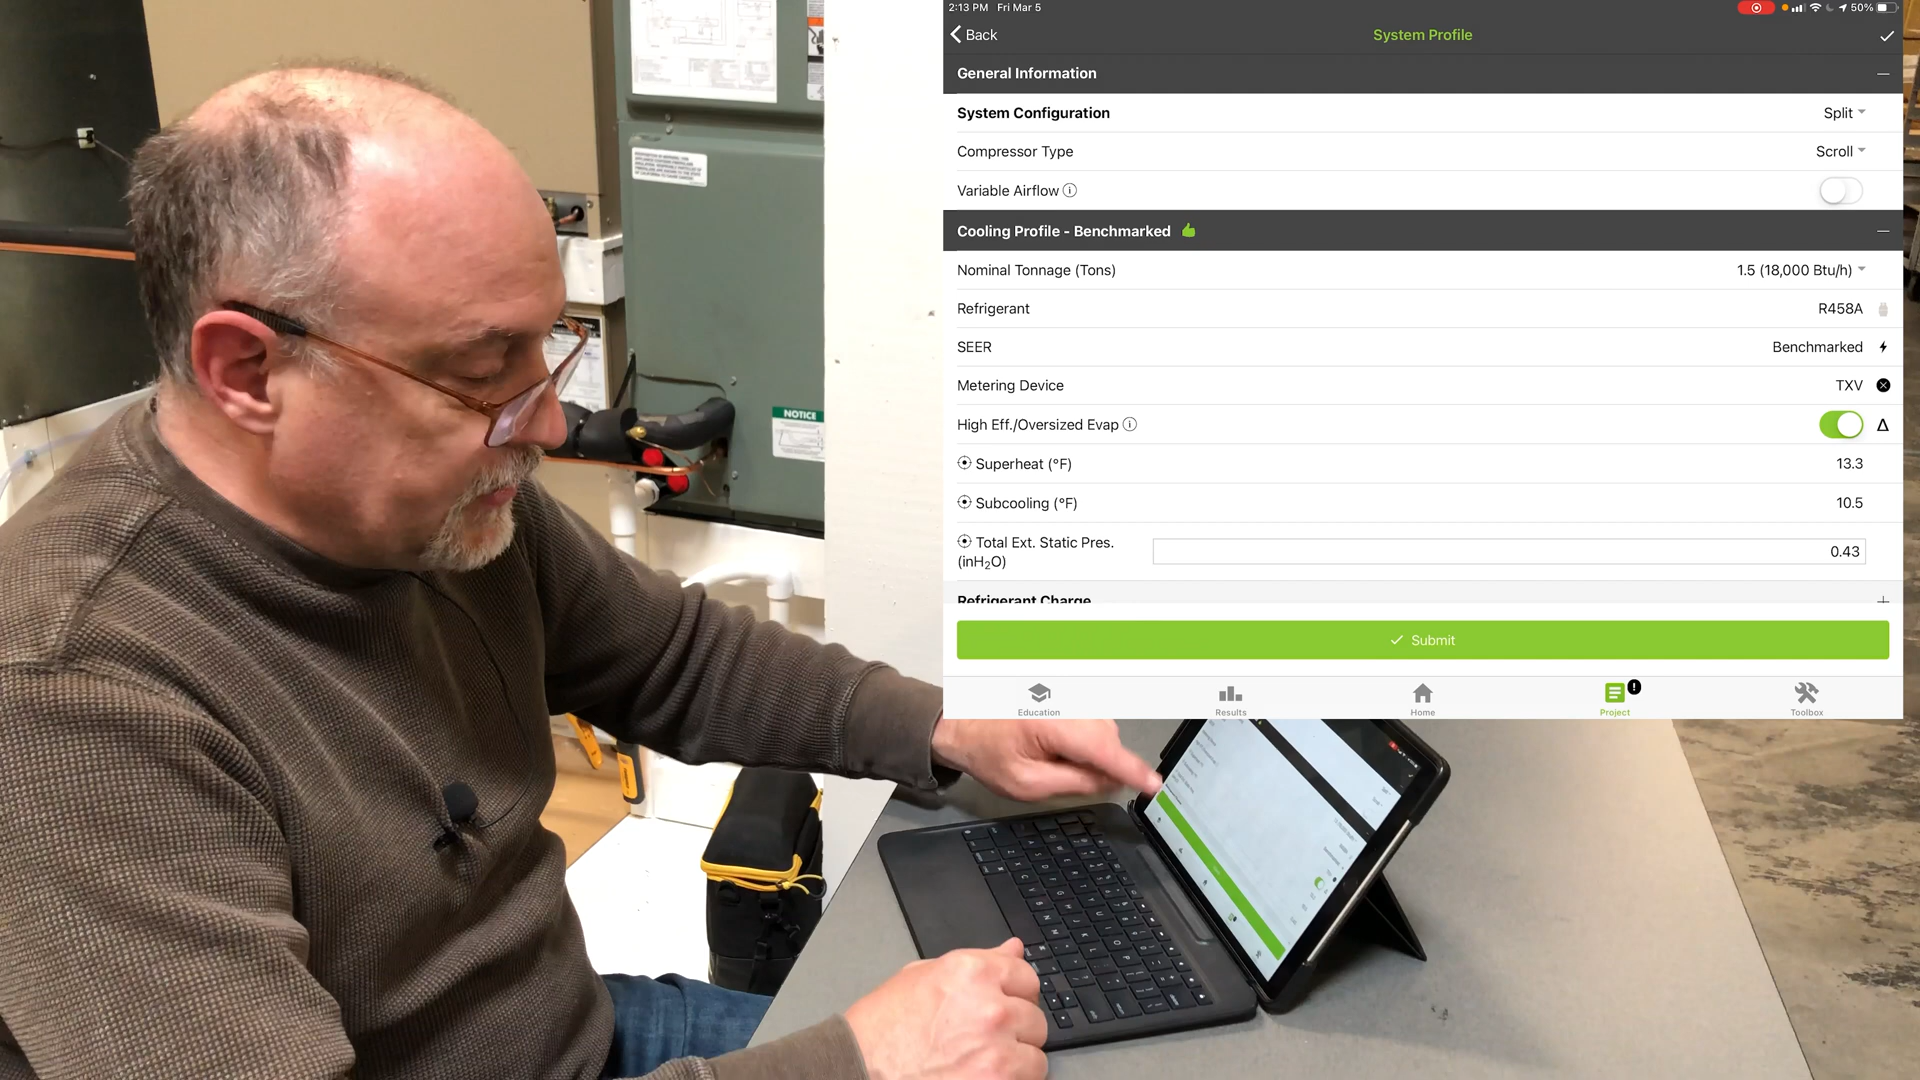 2:13 PM Fri Mar 5
50%
Back
System Profile
General Information
System Configuration
Split
Compressor Type
Scroll
Variable Airflow
Cooling Profile - Benchmarked
Nominal Tonnage (Tons)
1.5 (18,000 Btu/h)
Refrigerant
R458A
SEER
Benchmarked
Metering Device
TXV
High Eff./Oversized Evap
Superheat (°F)
13.3
Subcooling (°F)
10.5
Total Ext. Static Pres.
(inH₂O)
0.43
Refrigerant Charge
Submit
Education
Results
Home
Project
Toolbox
NOTICE